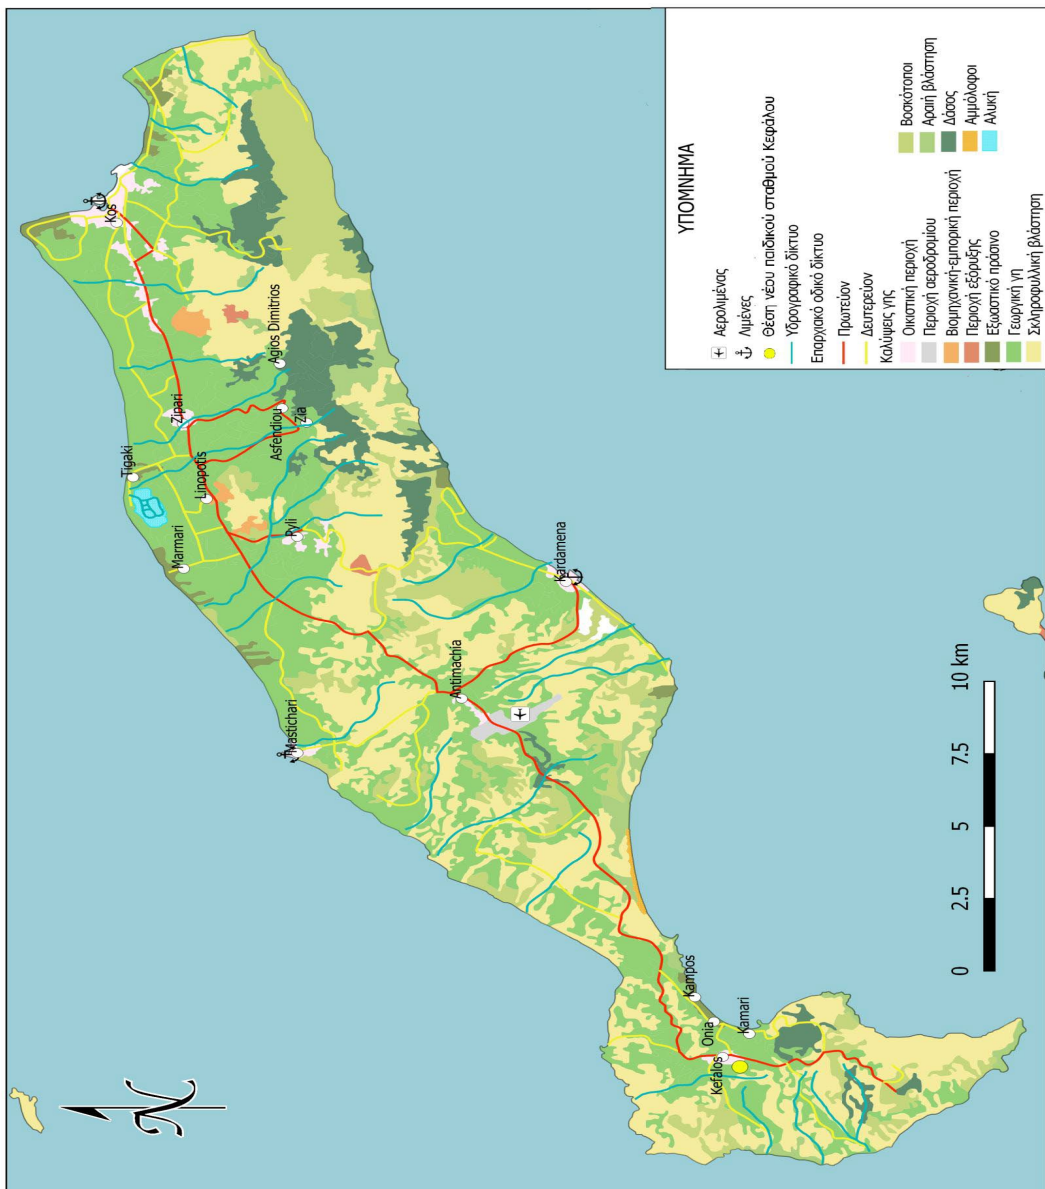 ΥΠΟΜΝΗΜΑ
Αερολιμένας
Λιμένες
Θέση νέου παιδικού σταθμού Κεφάλου
Υδρογραφικό δίκτυο
Επαρχιακό οδικό δίκτυο
Πρωτεύον
Δευτερεύον
Καλύψεις γης
Οικιστική περιοχή
Περιοχή αεροδρομίου
Βιομηχανική-εμπορική περιοχή
Περιοχή εξόρυξης
Εξωαστικό πράσινο
Γεωργική γη
Σκληροφυλλική βλάστηση
Βοσκότοποι
Αραιή βλάστηση
Δάσος
Αμμόλοφοι
Αλυκή
Kos
Tigaki
Zipari
Marmari
Linopotis
Agios Dimitrios
Asfendiou
Zia
Pyli
Mastichari
Antimachia
Kardamena
Kampos
Onia
Kefalos
Kamari
0 2.5 5 7.5 10 km
N